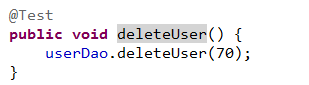 @Test
public void deleteUser() {
    userDao.deleteUser(70);
}